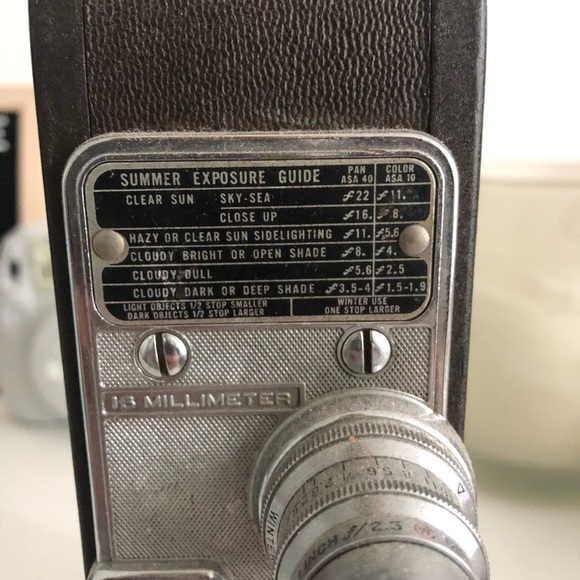 SUMMER EXPOSURE GUIDE PAN ASA 40 COLOR ASA 10
CLEAR SUN SKY-SEA f22 f11.
CLOSE UP f16. f8.
HAZY OR CLEAR SUN SIDELIGHTING f11. f5.6
CLOUDY BRIGHT OR OPEN SHADE f8. f4.
CLOUDY DULL f5.6 f2.5
CLOUDY DARK OR DEEP SHADE f3.5-4 f1.5-1.9
LIGHT OBJECTS 1/2 STOP SMALLER
DARK OBJECTS 1/2 STOP LARGER
WINTER USE
ONE STOP LARGER
16 MILLIMETER
INCH f/2.3